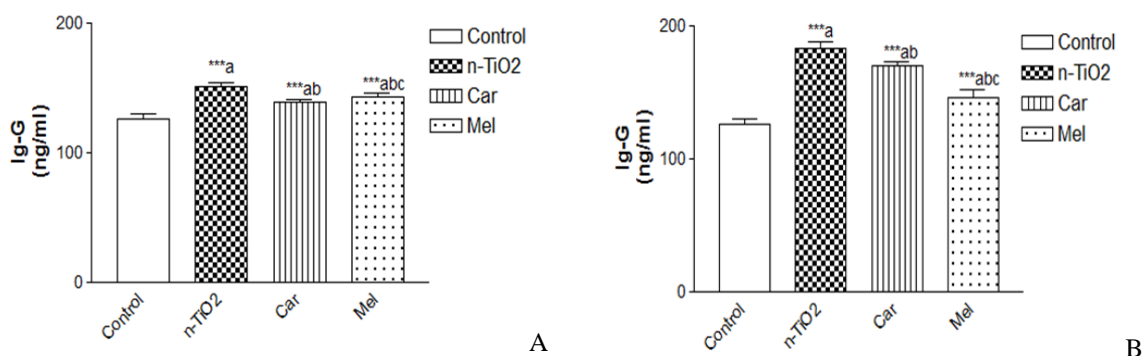 200
100
0
Ig-G
(ng/ml)
***a
***ab
***abc
Control
n-TiO2
Car
Mel
Control
n-TiO2
Car
Mel
A
200
100
0
Ig-G
(ng/ml)
***a
***ab
***abc
Control
n-TiO2
Car
Mel
Control
n-TiO2
Car
Mel
B